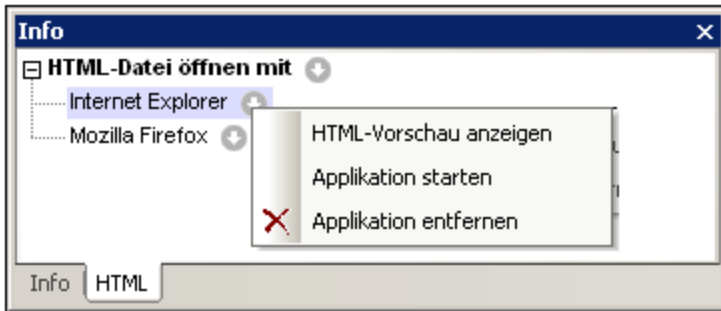 Info
HTML-Datei öffnen mit
Internet Explorer
Mozilla Firefox
HTML-Vorschau anzeigen
Applikation starten
Applikation entfernen
Info HTML